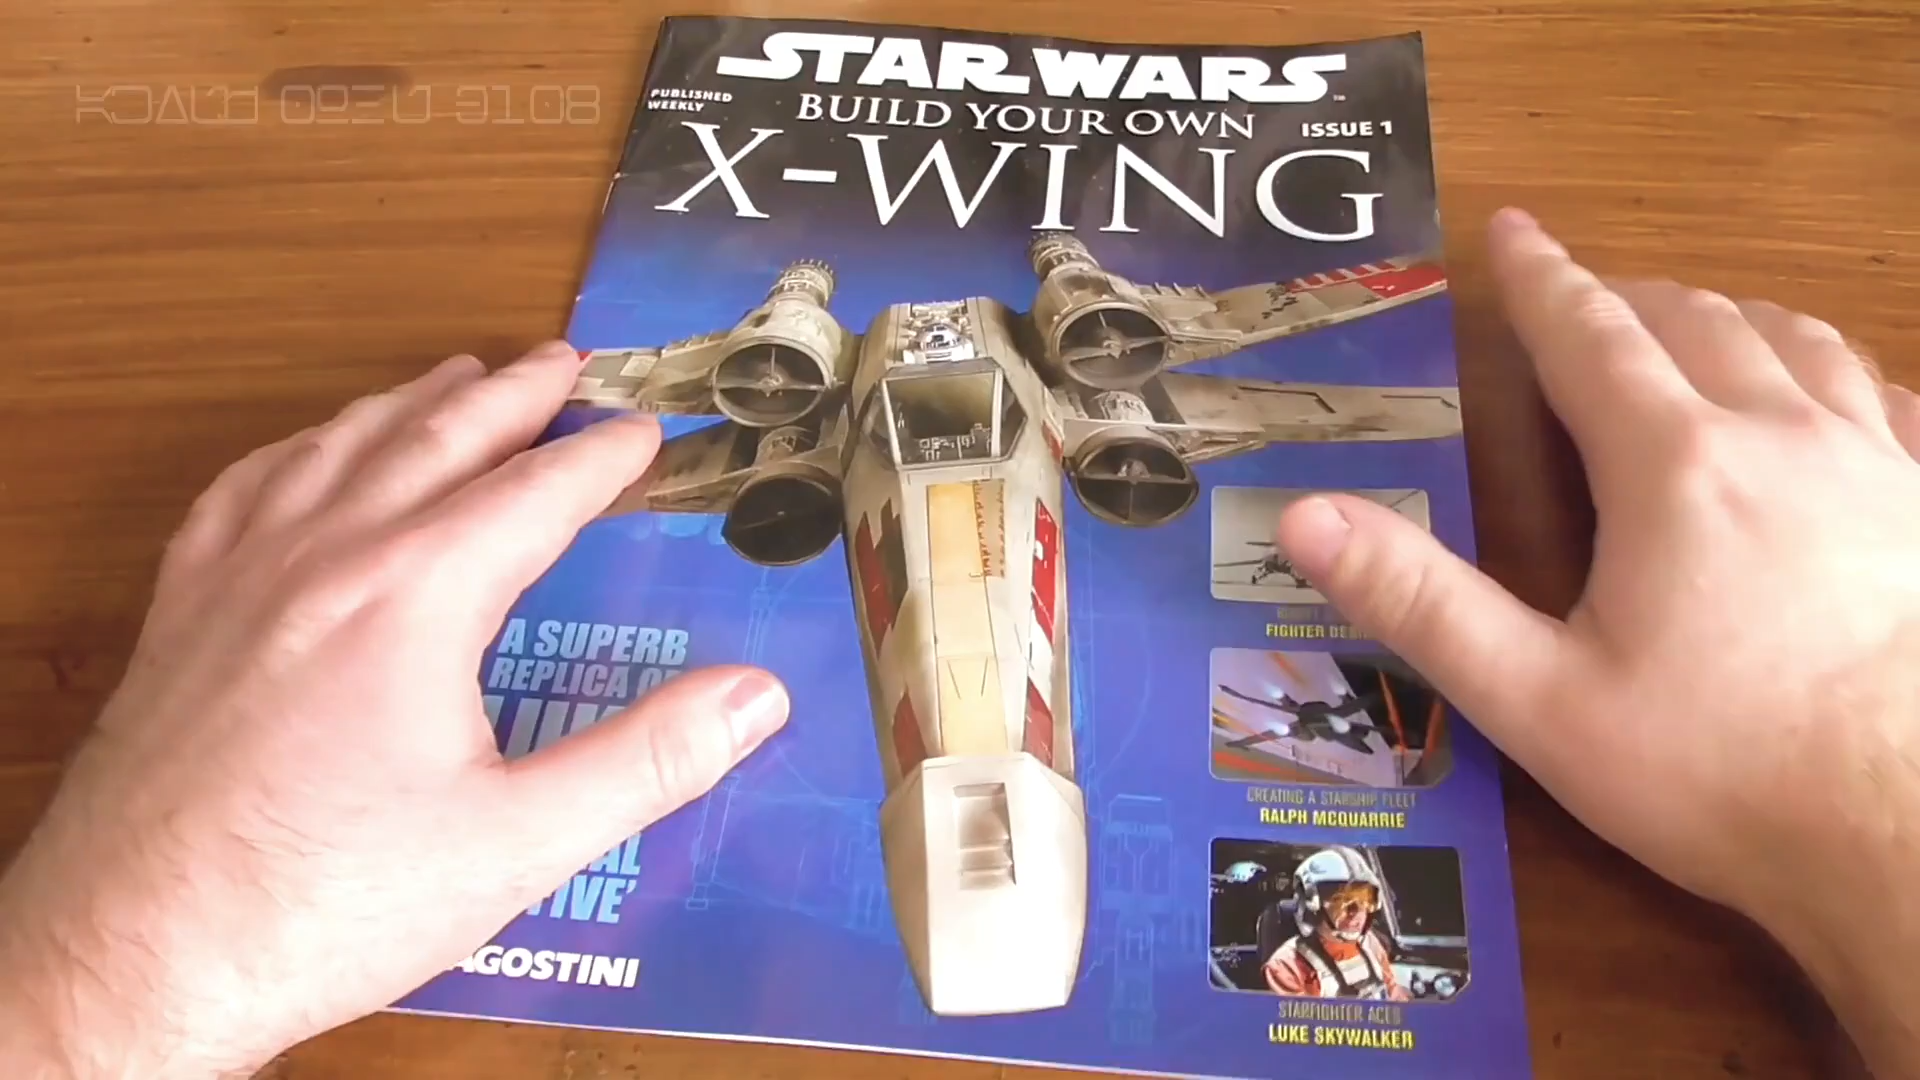 STAR WARS
PUBLISHED
WEEKLY
BUILD YOUR OWN
ISSUE 1
X-WING
A SUPERB
REPLICA
FIGHTER
CREATING A STARSHIP FLEET
RALPH MCQUARRIE
STARFIGHTER ACES
LUKE SKYWALKER
AGOSTINI